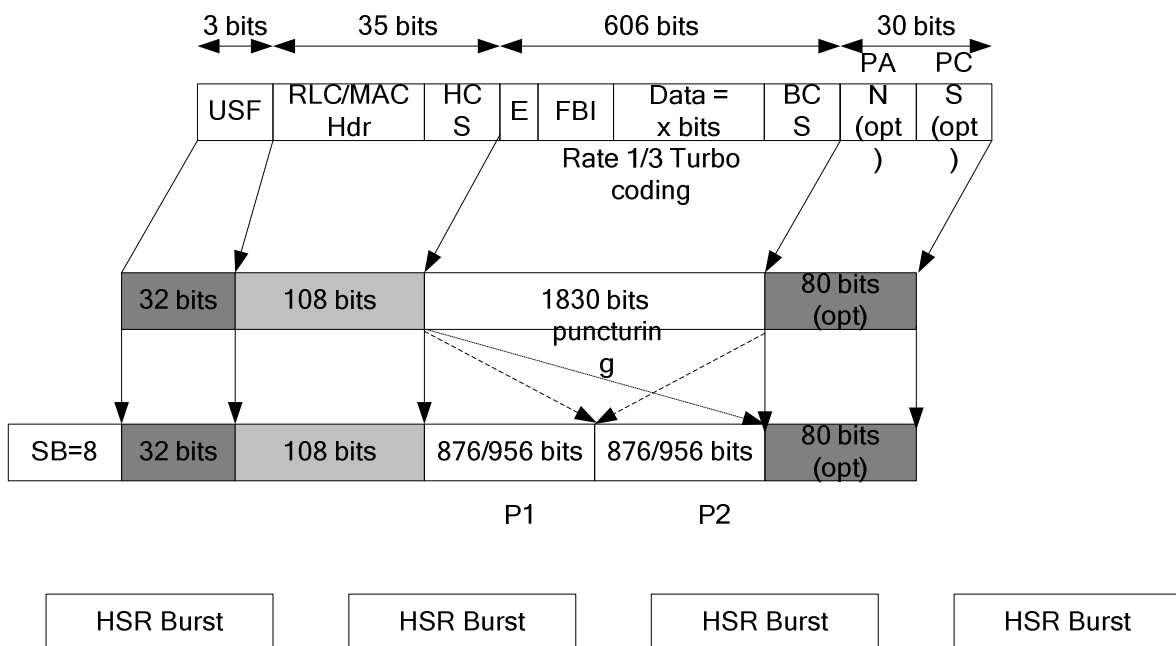 3 bits 35 bits 606 bits 30 bits
USF
RLC/MAC
Hdr
HC
S
E
FBI
Data =
x bits
BC
S
PA
N
(opt
)
PC
S
(opt
)
Rate 1/3 Turbo
coding
32 bits
108 bits
1830 bits
80 bits
(opt)
puncturin
g
SB=8
32 bits
108 bits
876/956 bits
876/956 bits
80 bits
(opt)
P1
P2
HSR Burst
HSR Burst
HSR Burst
HSR Burst